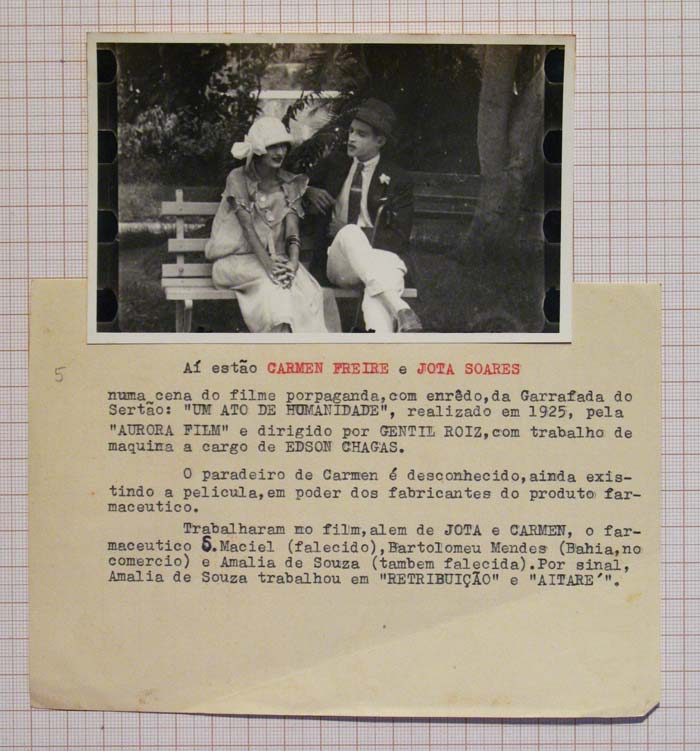 Aí estão CARMEN FREIRE e JOTA SOARES
5
numa cena do filme porpaganda,com enrêdo,da Garrafada do
Sertão: "UM ATO DE HUMANIDADE", realizado em 1925, pela
"AURORA FILM" e dirigido por GENTIL ROIZ,com trabalho de
maquina a cargo de EDSON CHAGAS.
O paradeiro de Carmen é desconhecido,ainda exis-
tindo a pelicula,em poder dos fabricantes do produto far-
maceutico.
Trabalharam mo film,alem de JOTA e CARMEN, o far-
maceutico S.Maciel (falecido),Bartolomeu Mendes (Bahia,no
comercio) e Amalia de Souza (tambem falecida).Por sinal,
Amalia de Souza trabalhou em "RETRIBUIÇÃO" e "AITARÉ".